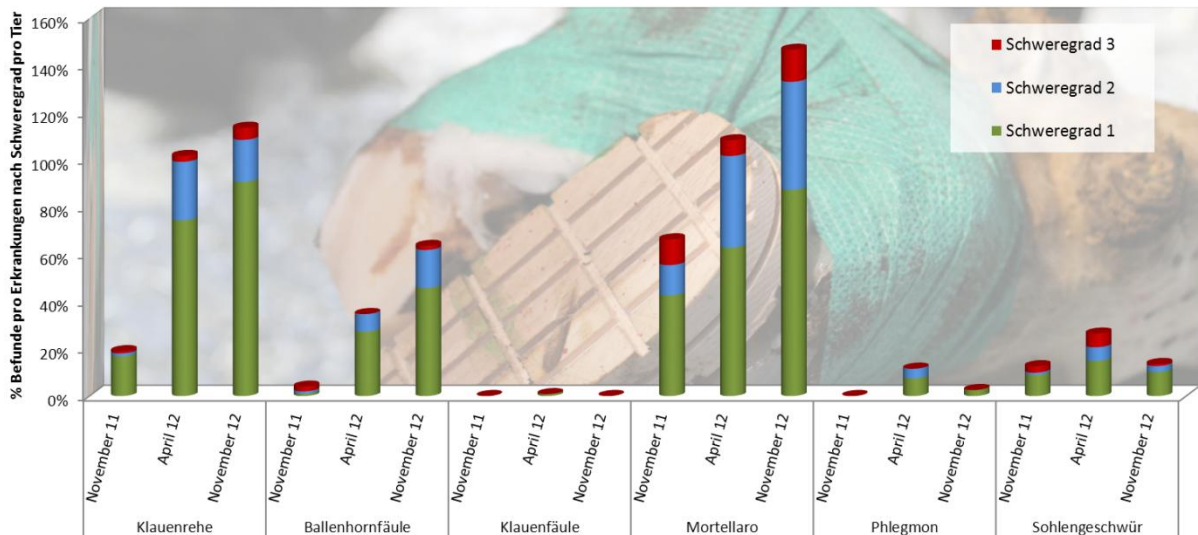 % Befunde pro Erkrankungen nach Schweregrad pro Tier
160%
140%
120%
100%
80%
60%
40%
20%
0%
Schweregrad 3
Schweregrad 2
Schweregrad 1
November 11
April 12
November 12
November 11
April 12
November 12
November 11
April 12
November 12
November 11
April 12
November 12
November 11
April 12
November 12
November 11
April 12
November 12
Klauenrehe
Ballenhornfäule
Klauenfäule
Mortellaro
Phlegmon
Sohlengeschwür